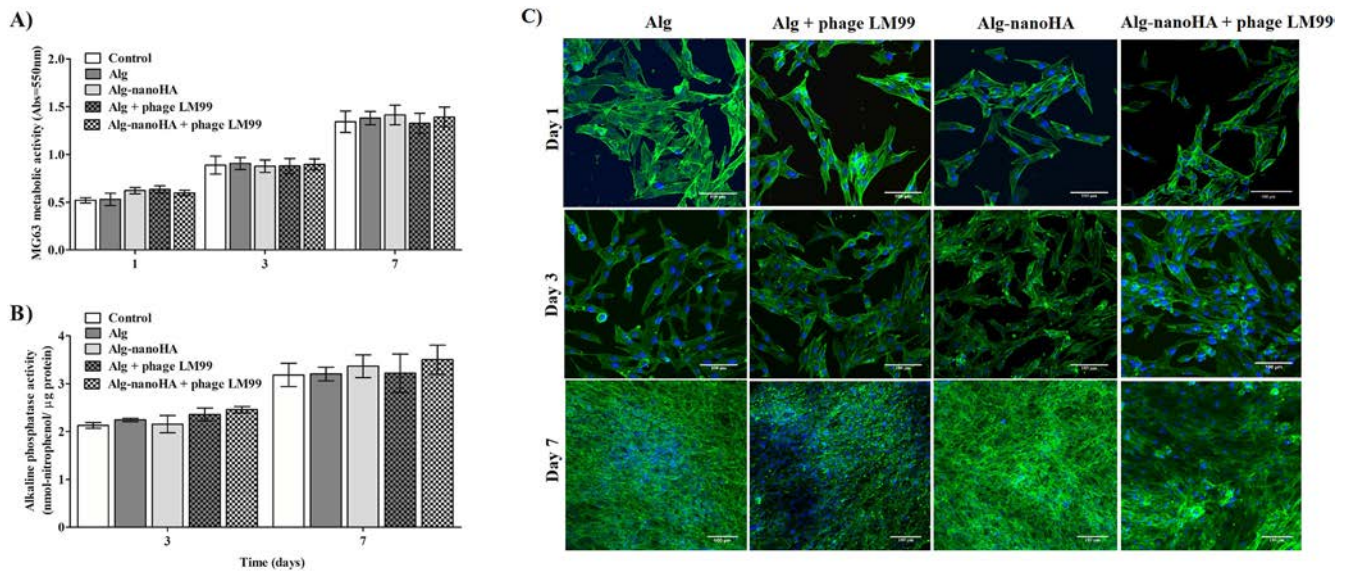 A)
MG63 metabolic activity (Abs=550nm)
2.0
1.5
1.0
0.5
0.0
Control
Alg
Alg-nanoHA
Alg + phage LM99
Alg-nanoHA + phage LM99
1
3
7
B)
Alkaline phosphatase activity
(nmol-nitrophenol/ µg protein)
4
3
2
1
0
Control
Alg
Alg-nanoHA
Alg + phage LM99
Alg-nanoHA + phage LM99
3
7
Time (days)
C)
Alg
Alg + phage LM99
Alg-nanoHA
Alg-nanoHA + phage LM99
Day 1
Day 3
Day 7